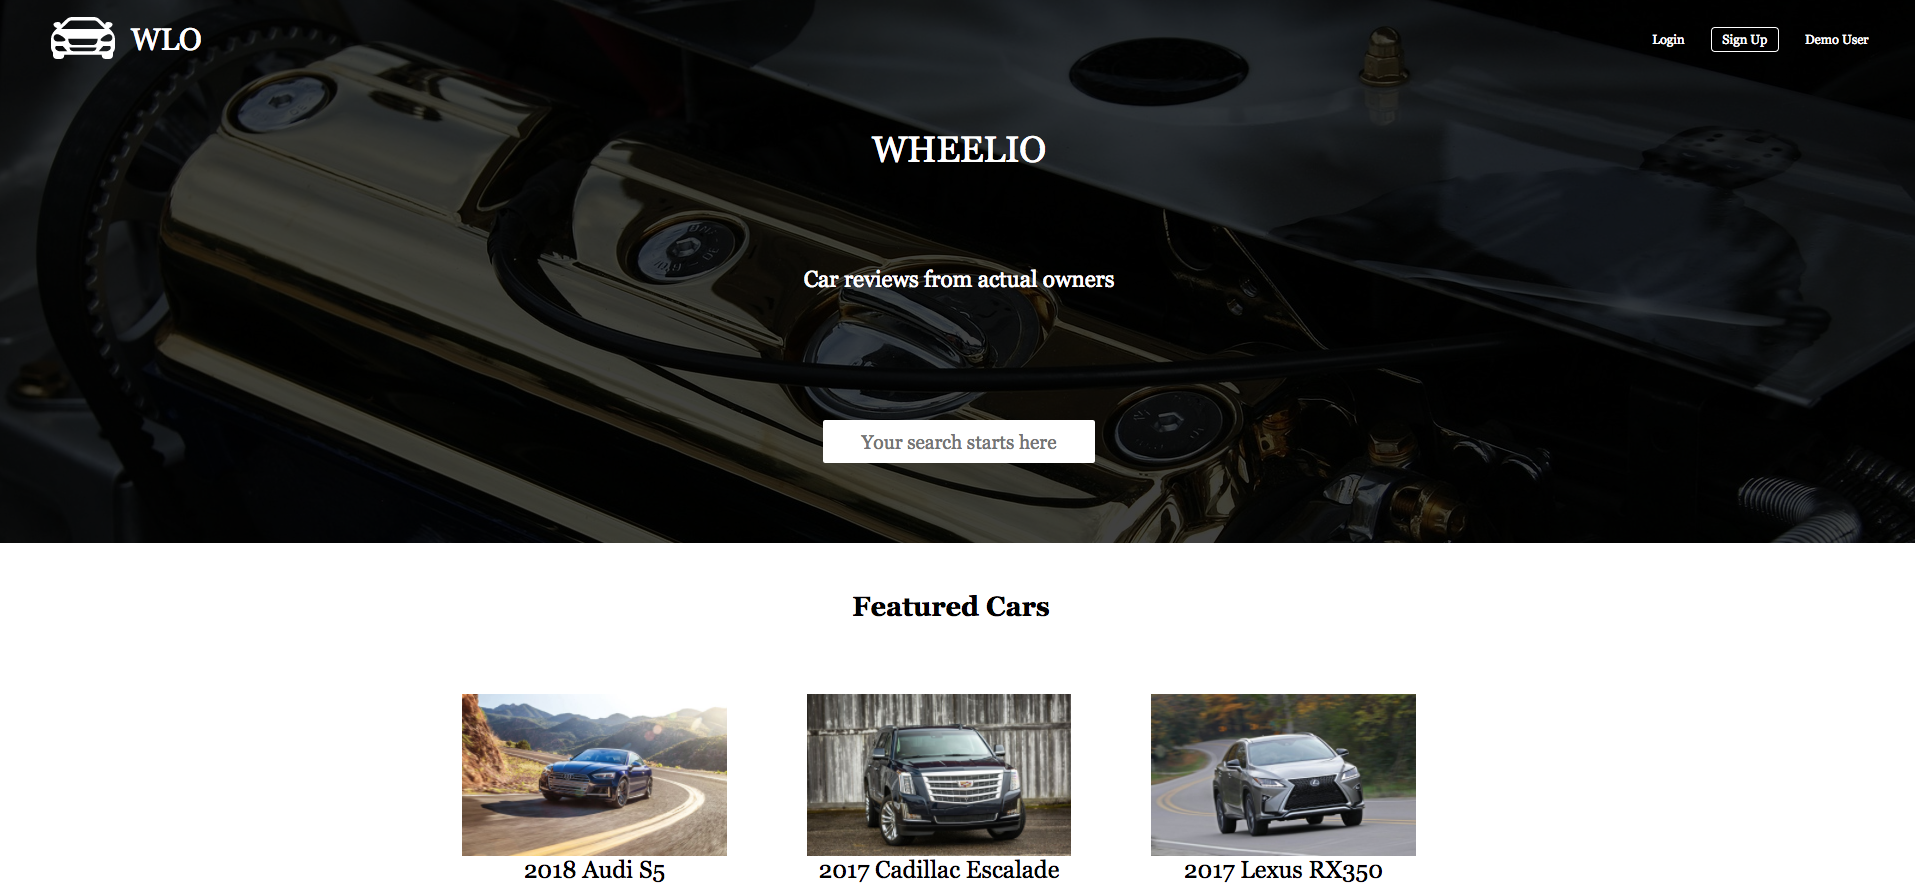 WLO
Login
Sign Up
Demo User
WHEELIO
Car reviews from actual owners
Your search starts here
Featured Cars
2018 Audi S5
2017 Cadillac Escalade
2017 Lexus RX350